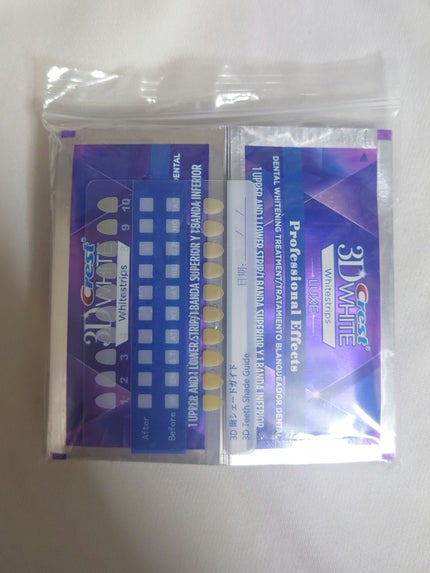 Crest
3D WHITE
LUXE
Whitestrips
Professional Effects
1 UPPER AND 1 LOWER STRIP/1 BANDA SUPERIOR Y 1 BANDA INFERIOR
DENTAL WHITENING TREATMENT/TRATAMIENTO BLANQUEADOR DENTAL
Crest
3D WHITE
Whitestrips
1 UPPER AND 1 LOWER STRIP/1 BANDA SUPERIOR Y 1 BANDA INFERIOR
DENTAL
1 2 3
9 10
After
Before
日期: / /
3D 歯シェードガイド
3D Teeth Shade Guide